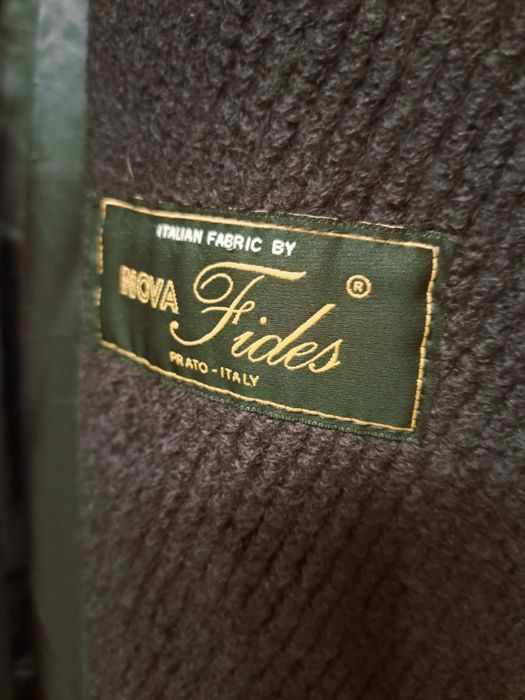 ITALIAN FABRIC BY
NOVA Fides ®
PRATO - ITALY